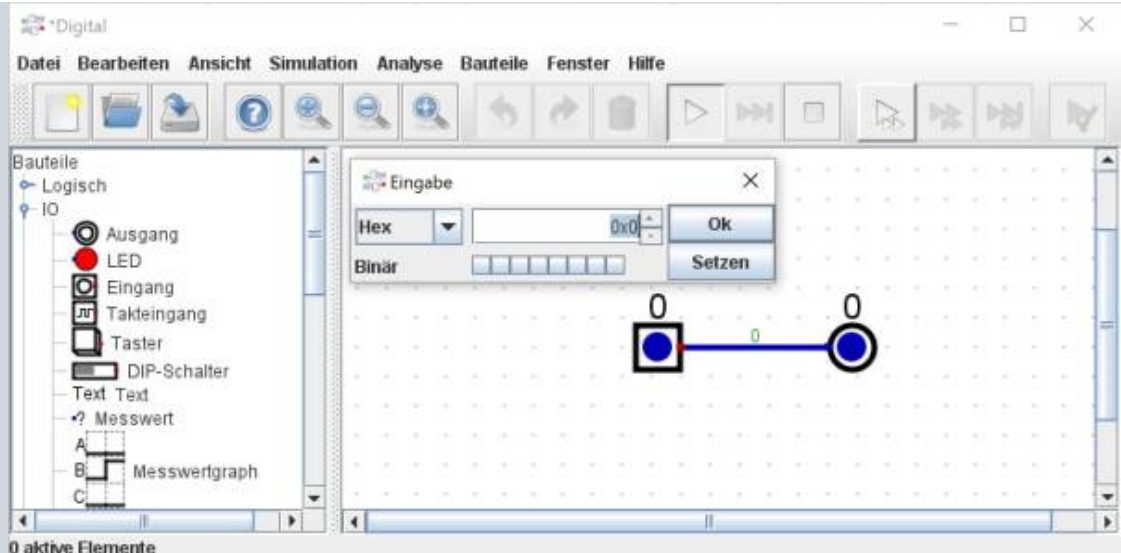 *Digital
Datei Bearbeiten Ansicht Simulation Analyse Bauteile Fenster Hilfe
Bauteile
Logisch
IO
Ausgang
LED
Eingang
Takteingang
Taster
DIP-Schalter
Text Text
? Messwert
A
B Messwertgraph
C
Eingabe
Hex 0x0 Ok
Binär Setzen
0 0
0
0 aktive Elemente